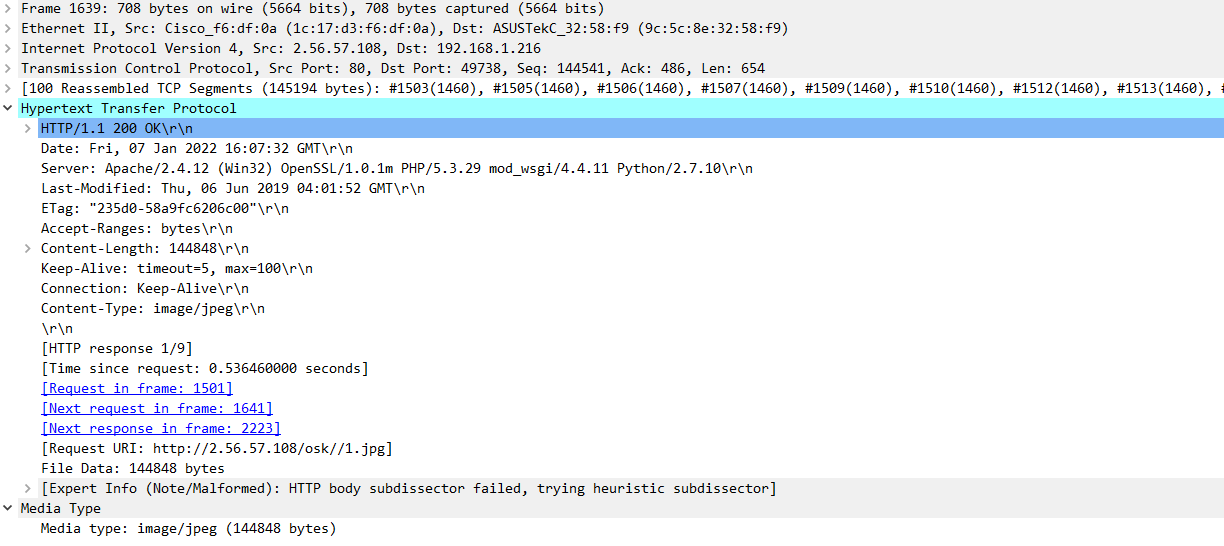 Frame 1639: 708 bytes on wire (5664 bits), 708 bytes captured (5664 bits)
Ethernet II, Src: Cisco_f6:df:0a (1c:17:d3:f6:df:0a), Dst: ASUSTekC_32:58:f9 (9c:5c:8e:32:58:f9)
Internet Protocol Version 4, Src: 2.56.57.108, Dst: 192.168.1.216
Transmission Control Protocol, Src Port: 80, Dst Port: 49738, Seq: 144541, Ack: 486, Len: 654
[100 Reassembled TCP Segments (145194 bytes): #1503(1460), #1505(1460), #1506(1460), #1507(1460), #1509(1460), #1510(1460), #1512(1460), #1513(1460), #
Hypertext Transfer Protocol
HTTP/1.1 200 OK\r\n
Date: Fri, 07 Jan 2022 16:07:32 GMT\r\n
Server: Apache/2.4.12 (Win32) OpenSSL/1.0.1m PHP/5.3.29 mod_wsgi/4.4.11 Python/2.7.10\r\n
Last-Modified: Thu, 06 Jun 2019 04:01:52 GMT\r\n
ETag: "235d0-58a9fc6206c00"\r\n
Accept-Ranges: bytes\r\n
Content-Length: 144848\r\n
Keep-Alive: timeout=5, max=100\r\n
Connection: Keep-Alive\r\n
Content-Type: image/jpeg\r\n
\r\n
[HTTP response 1/9]
[Time since request: 0.536460000 seconds]
[Request in frame: 1501]
[Next request in frame: 1641]
[Next response in frame: 2223]
[Request URI: http://2.56.57.108/osk//1.jpg]
File Data: 144848 bytes
[Expert Info (Note/Malformed): HTTP body subdissector failed, trying heuristic subdissector]
Media Type
Media type: image/jpeg (144848 bytes)